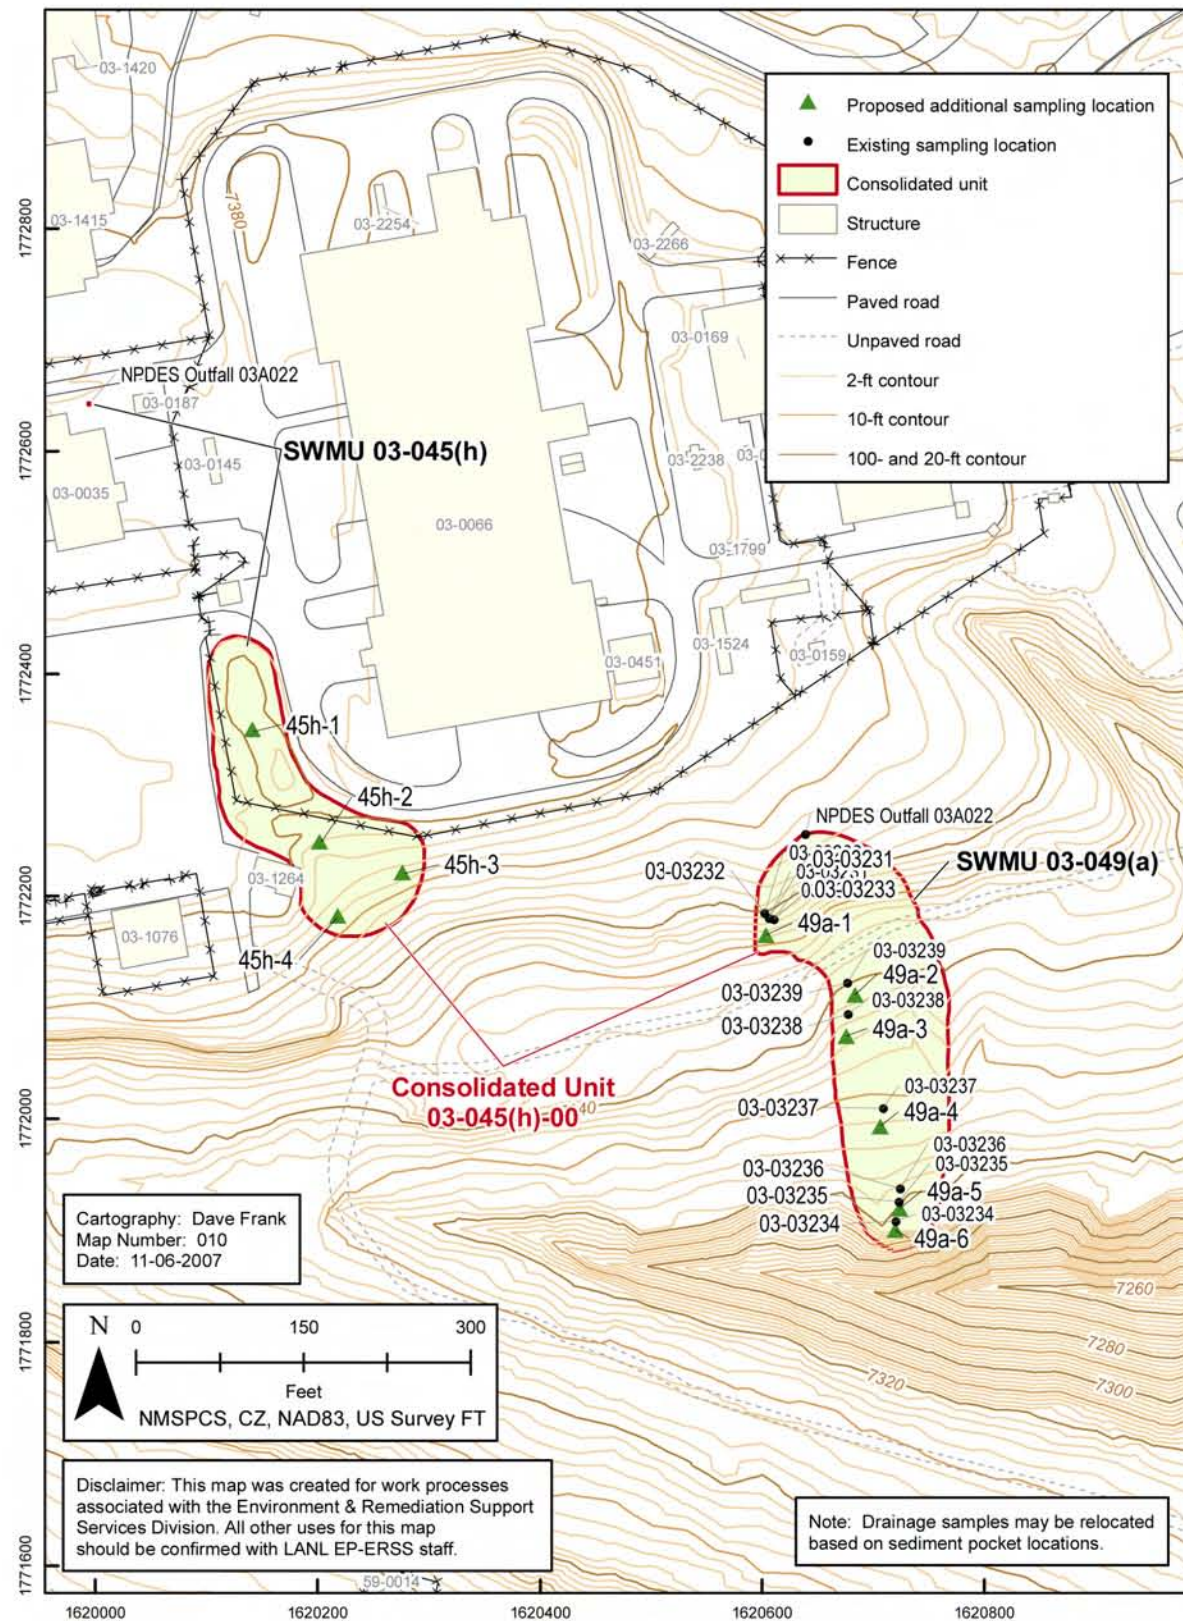 03-1420
Proposed additional sampling location
Existing sampling location
Consolidated unit
Structure
Fence
Paved road
Unpaved road
2-ft contour
10-ft contour
100- and 20-ft contour
1772800
03-1415
7380
03-2254
03-2266
03-0169
NPDES Outfall 03A022
03-0187
SWMU 03-045(h)
1772600
03-0145
03-2238
03-0035
03-0066
03-1799
1772400
03-0451
03-1524
03-0159
45h-1
45h-2
45h-3
45h-4
NPDES Outfall 03A022
03-03231
SWMU 03-049(a)
03-03232
03-03233
1772200
03-1264
49a-1
03-1076
03-03239
03-03239
49a-2
03-03238
03-03238
49a-3
Consolidated Unit
03-045(h)-00
1772000
03-03237
03-03237
49a-4
03-03236
03-03236
03-03235
03-03235
49a-5
03-03234
03-03234
49a-6
Cartography: Dave Frank
Map Number: 010
Date: 11-06-2007
7260
7280
7300
7320
1771800
N
0 150 300
Feet
NMSPCS, CZ, NAD83, US Survey FT
Disclaimer: This map was created for work processes
associated with the Environment & Remediation Support
Services Division. All other uses for this map
should be confirmed with LANL EP-ERSS staff.
Note: Drainage samples may be relocated
based on sediment pocket locations.
1771600
59-0014
1620000 1620200 1620400 1620600 1620800